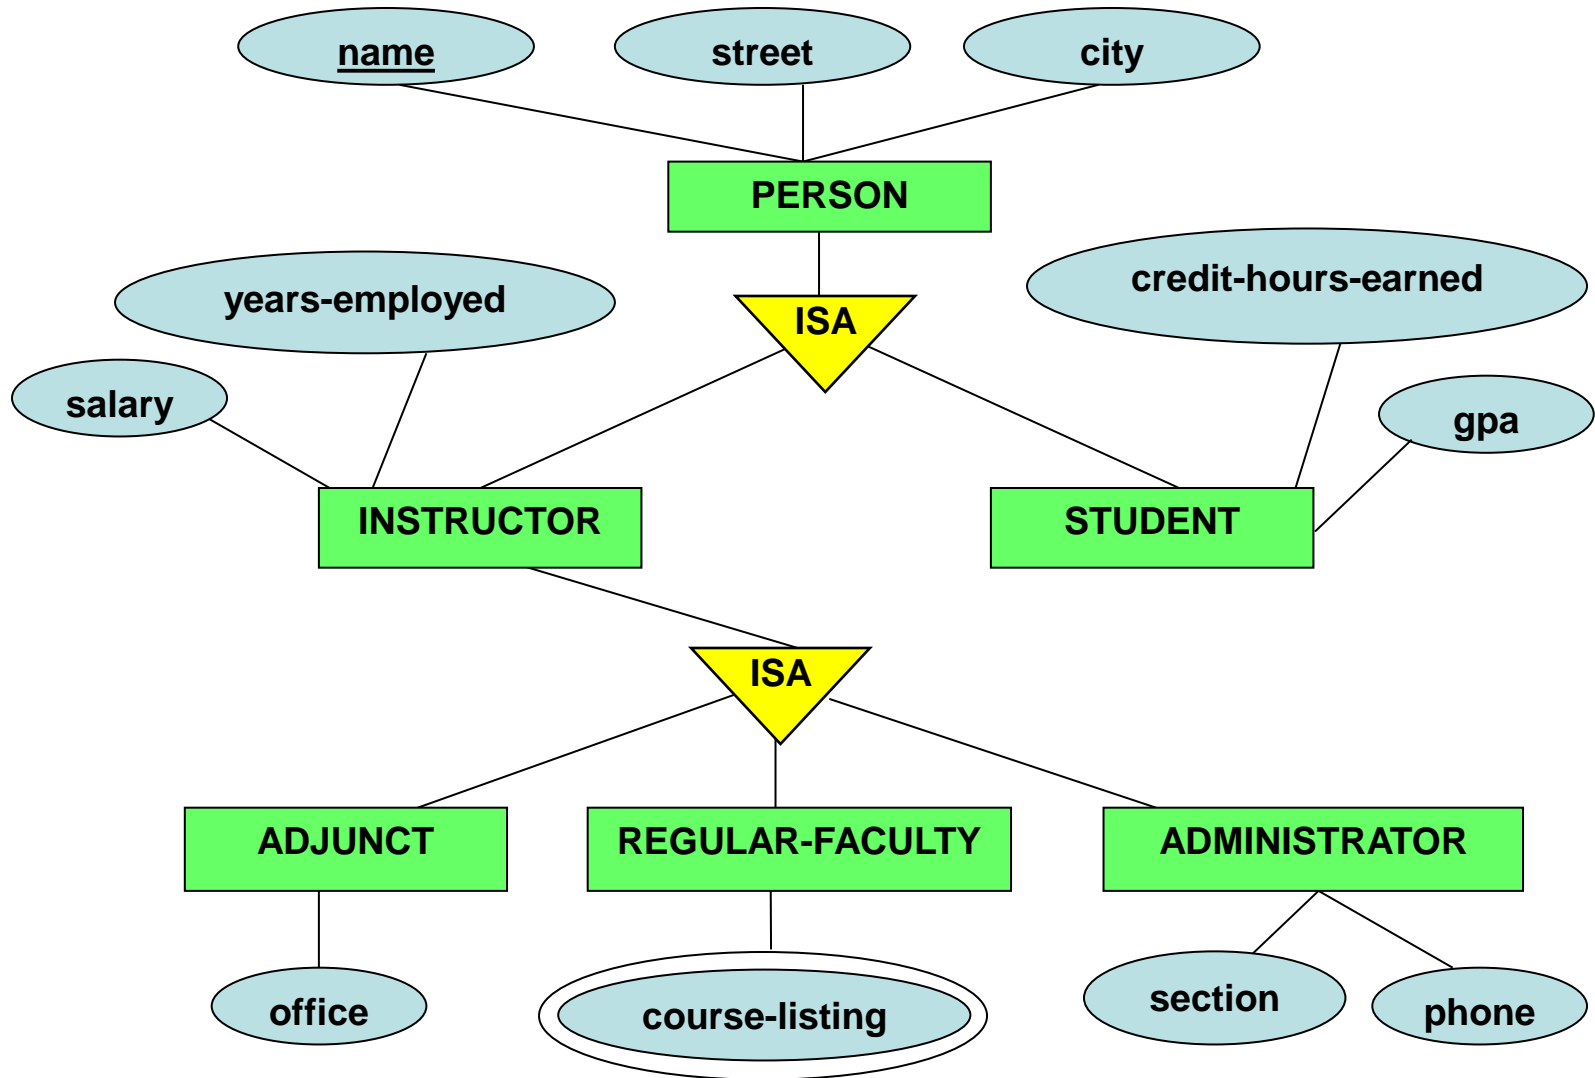 name
street
city
PERSON
years-employed
ISA
credit-hours-earned
salary
gpa
INSTRUCTOR
STUDENT
ISA
ADJUNCT
REGULAR-FACULTY
ADMINISTRATOR
office
course-listing
section
phone